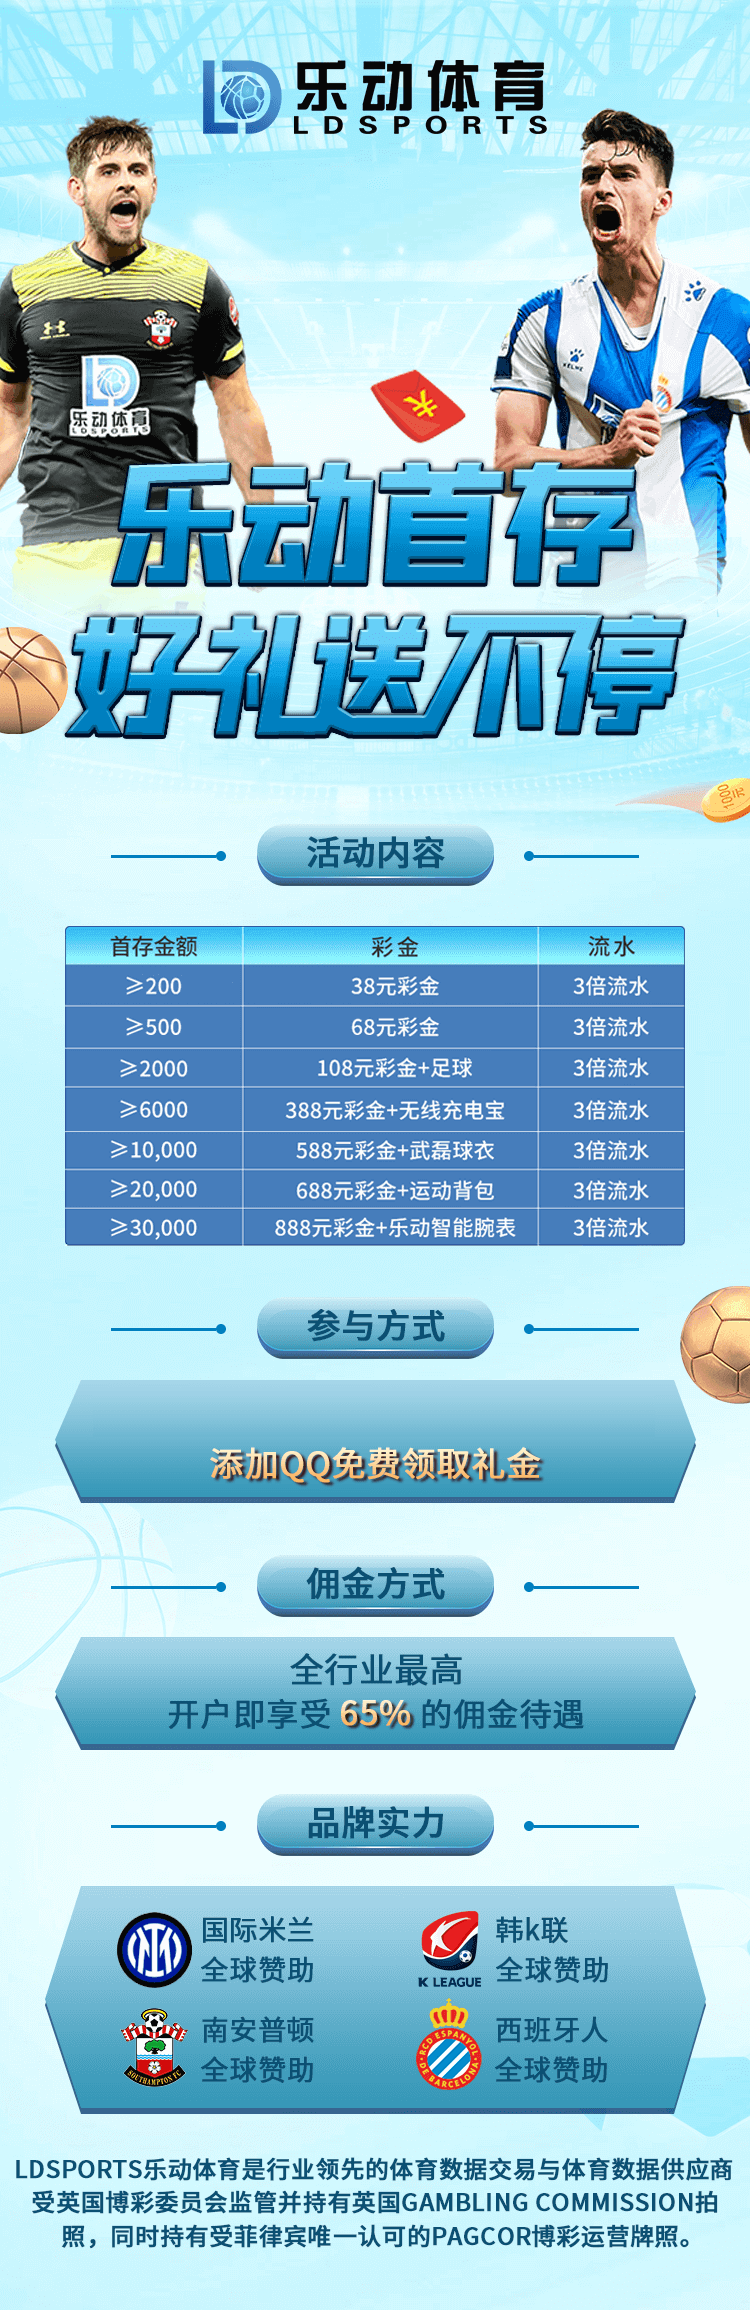 LD 乐动体育
LDSPORTS
KELME
LD
乐动体育
LDSPORTS
乐动首存
好礼送不停
1000
活动内容
首存金额 彩金 流水
≥200 38元彩金 3倍流水
≥500 68元彩金 3倍流水
≥2000 108元彩金+足球 3倍流水
≥6000 388元彩金+无线充电宝 3倍流水
≥10,000 588元彩金+武磊球衣 3倍流水
≥20,000 688元彩金+运动背包 3倍流水
≥30,000 888元彩金+乐动智能腕表 3倍流水
参与方式
添加QQ免费领取礼金
佣金方式
全行业最高
开户即享受 65% 的佣金待遇
品牌实力
国际米兰
全球赞助
K LEAGUE
韩k联
全球赞助
SOUTHAMPTON FC
南安普顿
全球赞助
RCD ESPANYOL
DE BARCELONA
西班牙人
全球赞助
LDSPORTS乐动体育是行业领先的体育数据交易与体育数据供应商
受英国博彩委员会监管并持有英国GAMBLING COMMISSION拍
照，同时持有受菲律宾唯一认可的PAGCOR博彩运营牌照。